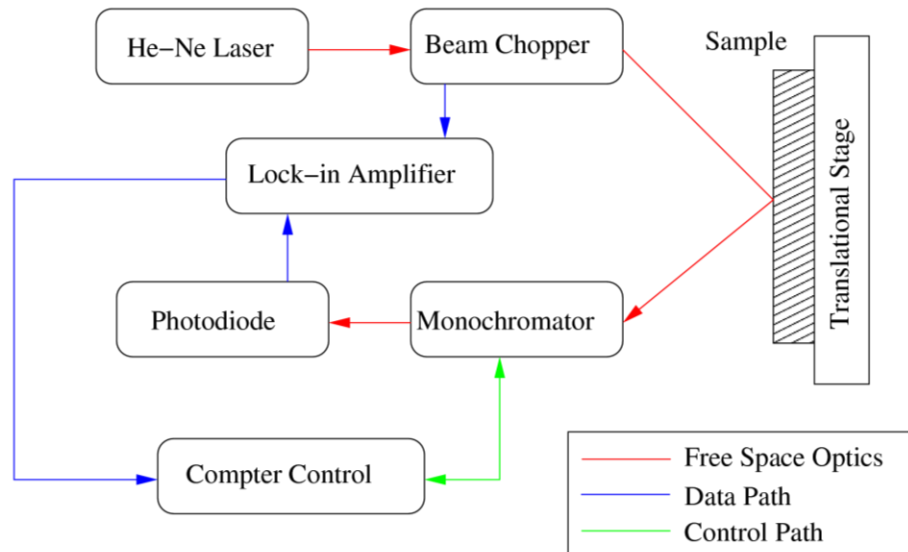 He-Ne Laser
Beam Chopper
Sample
Lock-in Amplifier
Translational Stage
Photodiode
Monochromator
Compter Control
Free Space Optics
Data Path
Control Path